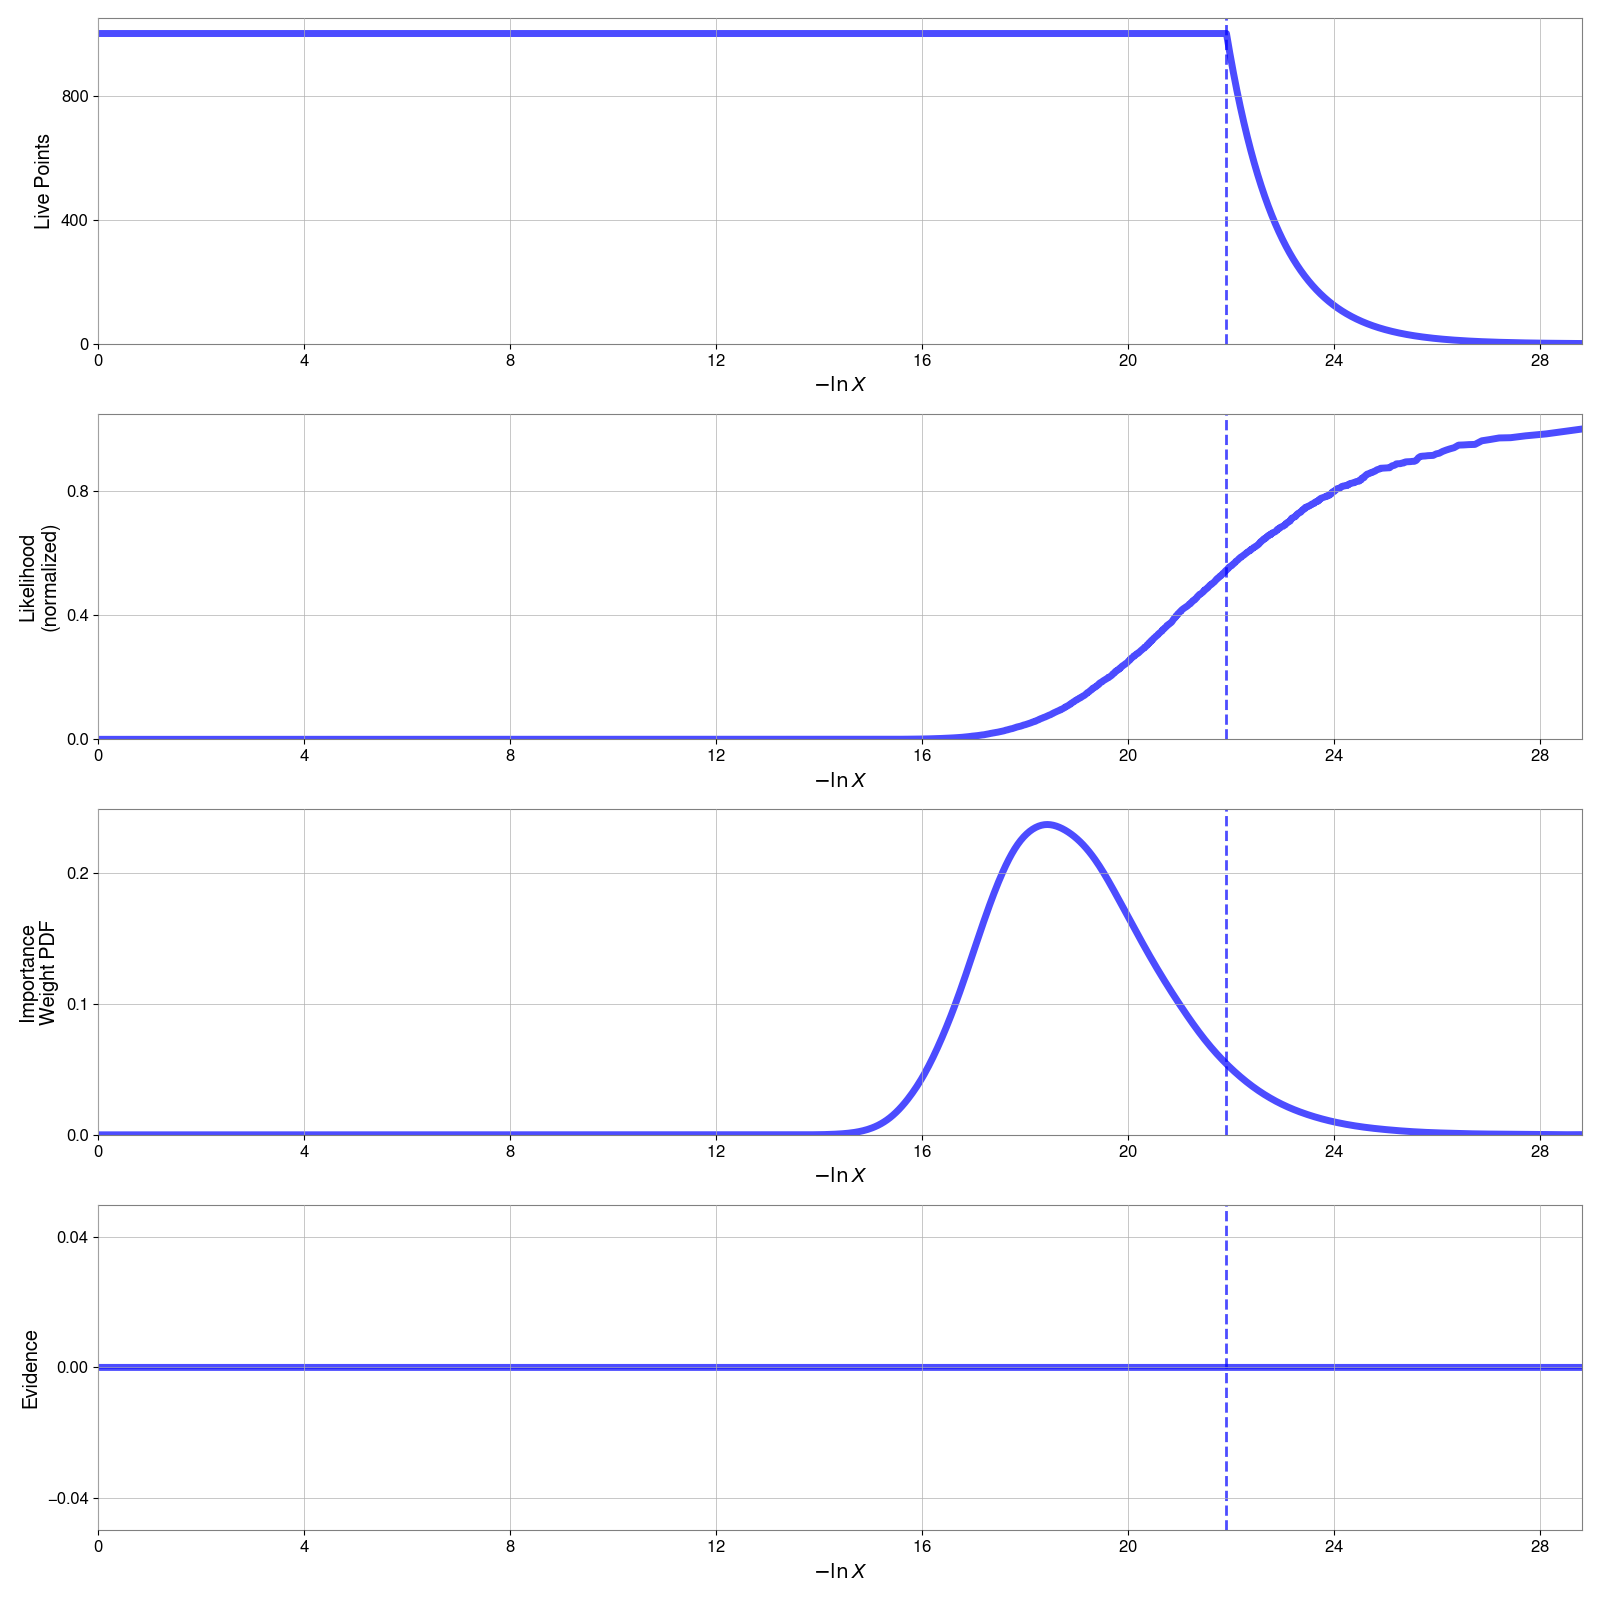 Live Points
800
400
0
0 4 8 12 16 20 24 28
−ln X
Likelihood
(normalized)
0.8
0.4
0.0
0 4 8 12 16 20 24 28
−ln X
Importance
Weight PDF
0.2
0.1
0.0
0 4 8 12 16 20 24 28
−ln X
Evidence
0.04
0.00
−0.04
0 4 8 12 16 20 24 28
−ln X